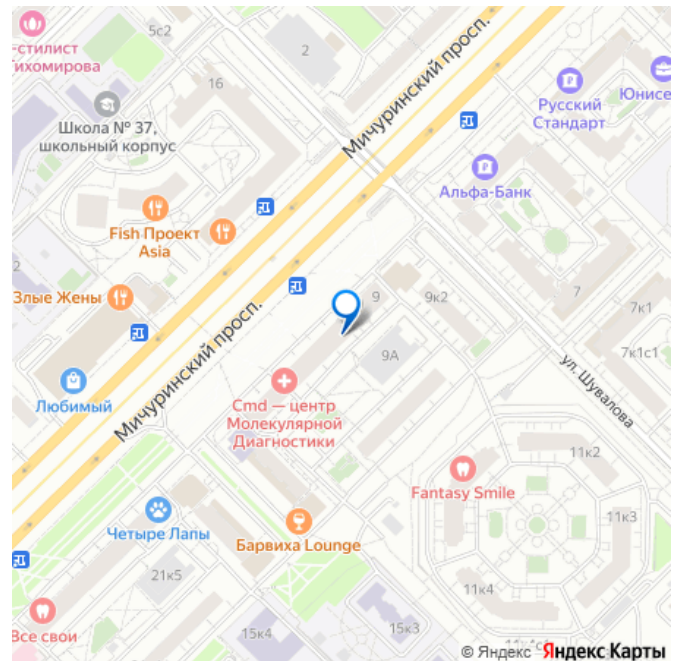 5с2
2
-стилист
Тихомирова
16
Мичуринский просп.
Русский
Стандарт
Юнисе
Школа № 37,
школьный корпус
Альфа-Банк
Fish Проект
Asia
Злые Жены
9
9к2
7
7к1
7к1с1
Мичуринский просп.
9А
ул. Шувалова
Любимый
Cmd — центр
Молекулярной
Диагностики
11к2
Fantasy Smile
11к3
Четыре Лапы
Барвиха Lounge
21к5
11к4
Все свои
15к4
15к3
© Яндекс Яндекс Карты